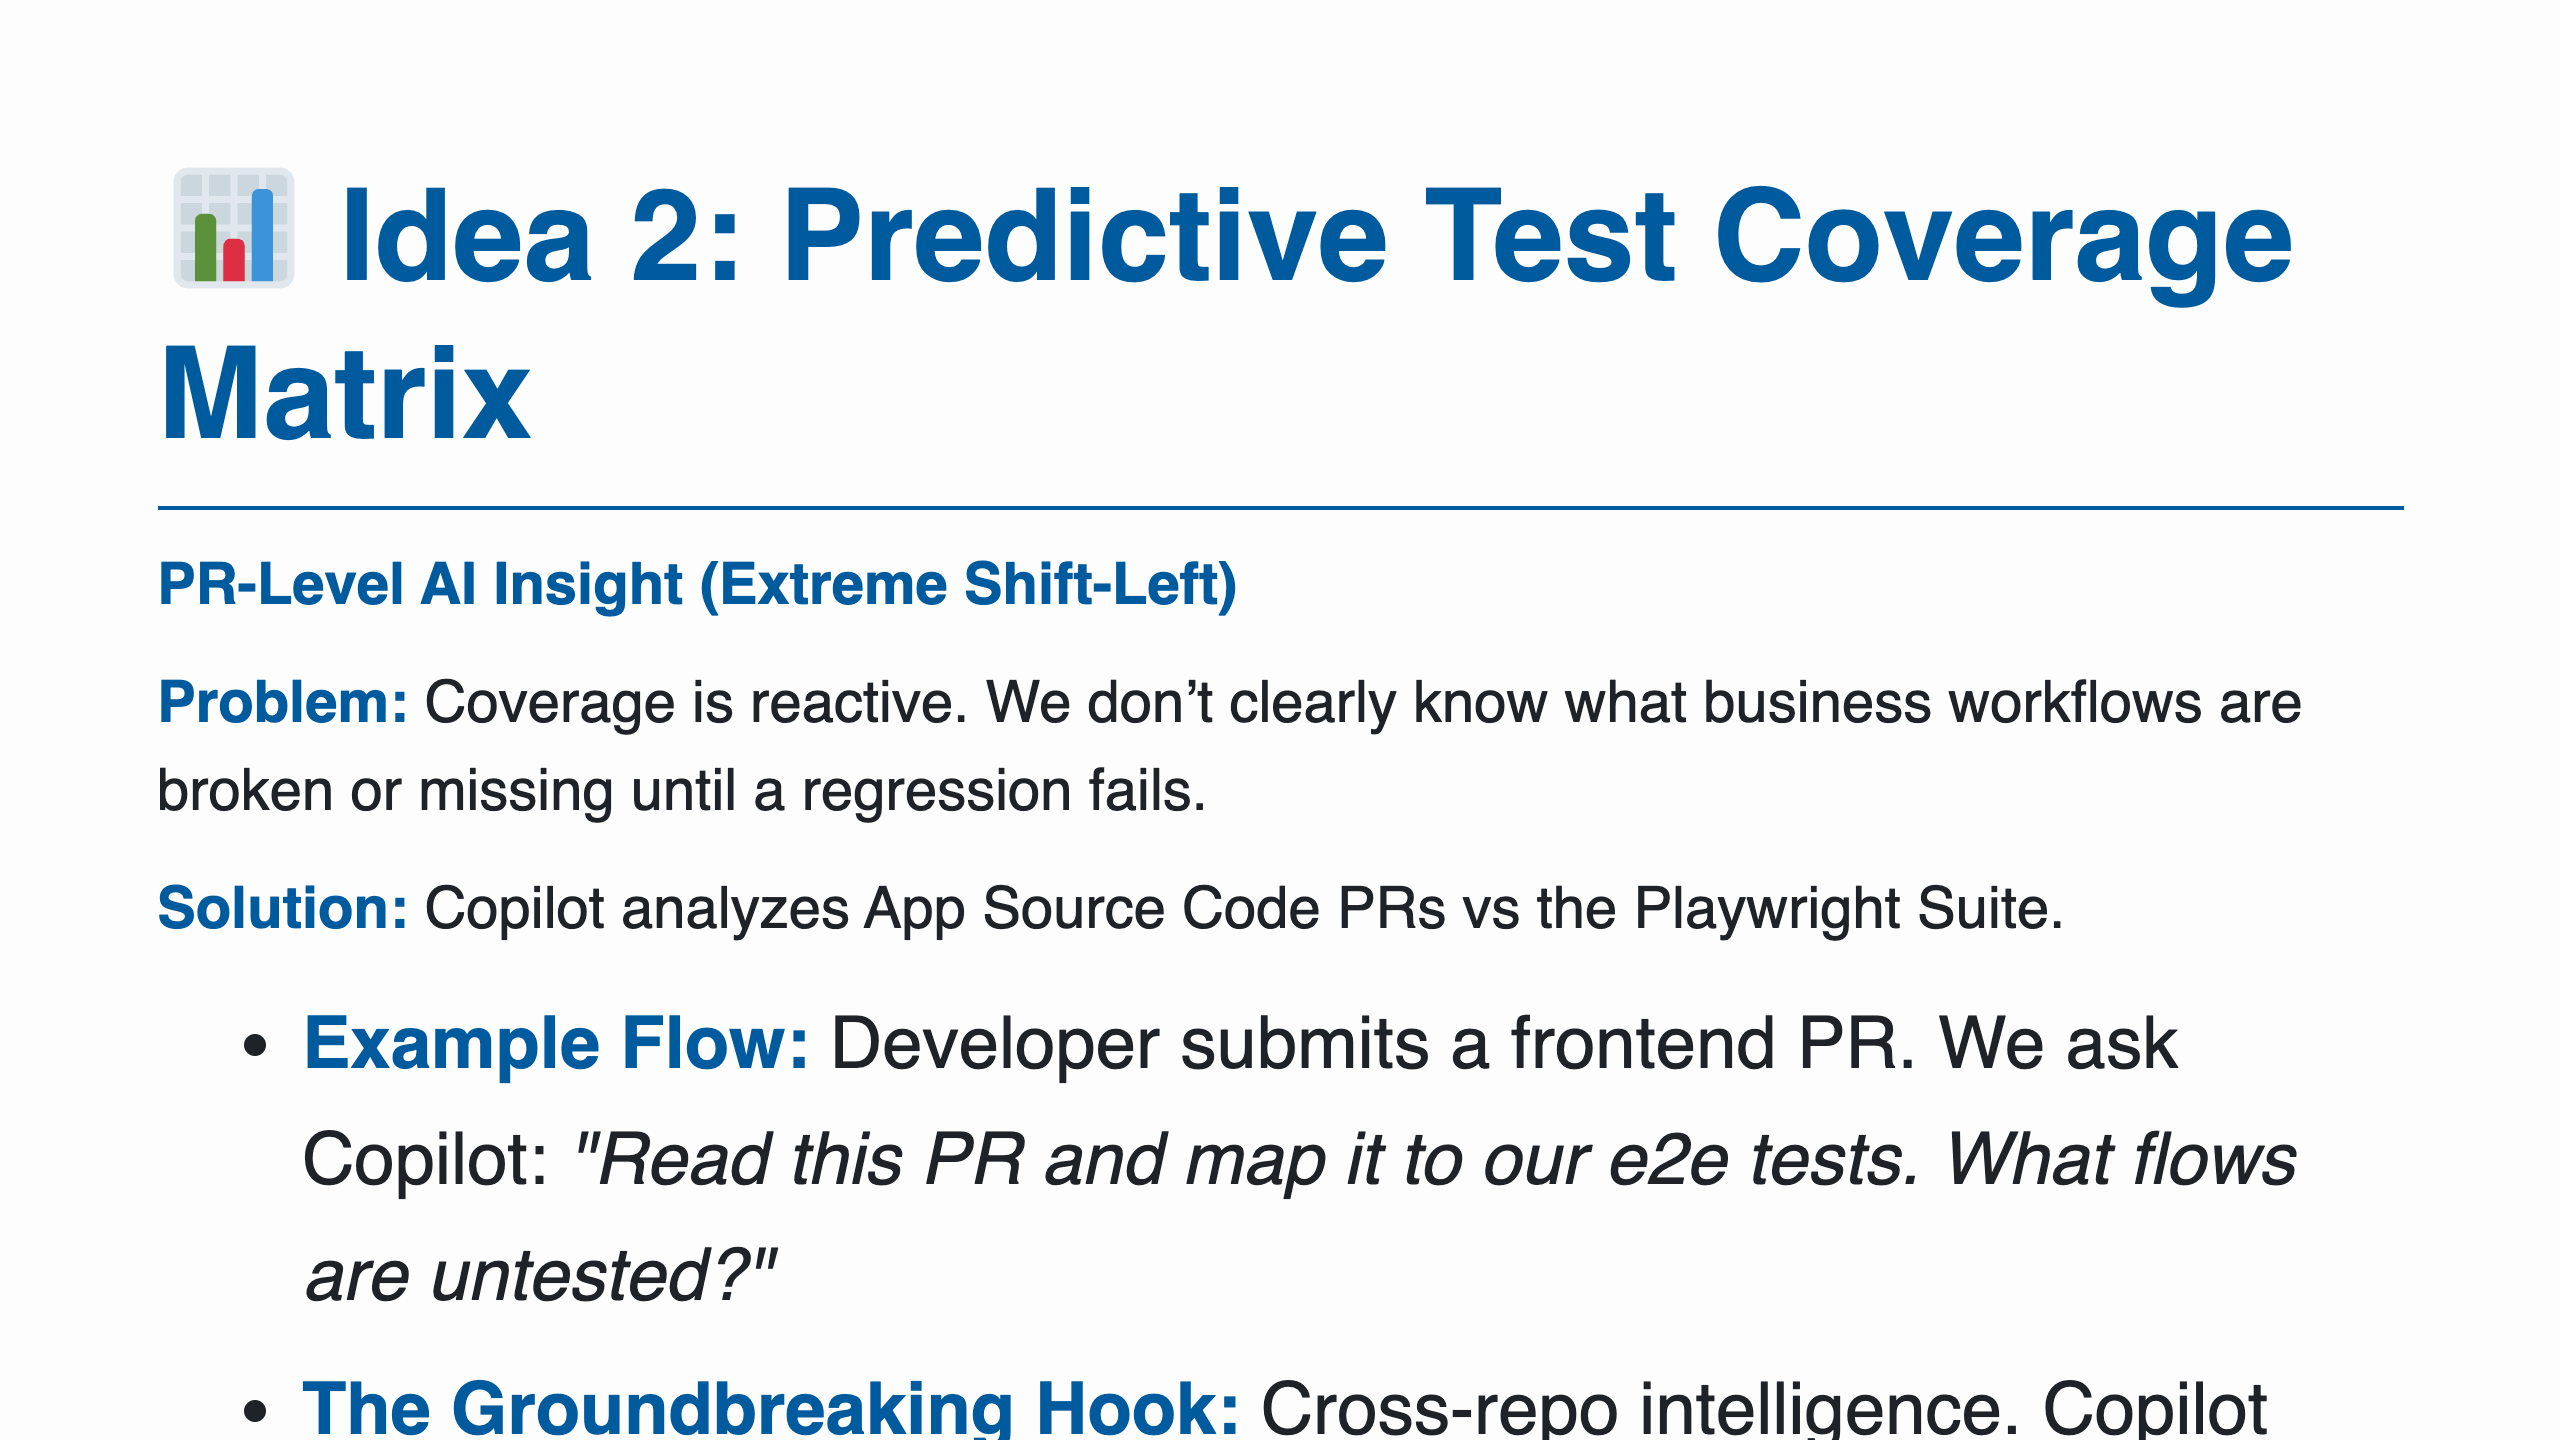 📊 Idea 2: Predictive Test Coverage
Matrix
PR-Level AI Insight (Extreme Shift-Left)
Problem: Coverage is reactive. We don’t clearly know what business workflows are
broken or missing until a regression fails.
Solution: Copilot analyzes App Source Code PRs vs the Playwright Suite.
• Example Flow: Developer submits a frontend PR. We ask
Copilot: "Read this PR and map it to our e2e tests. What flows
are untested?"
• The Groundbreaking Hook: Cross-repo intelligence. Copilot